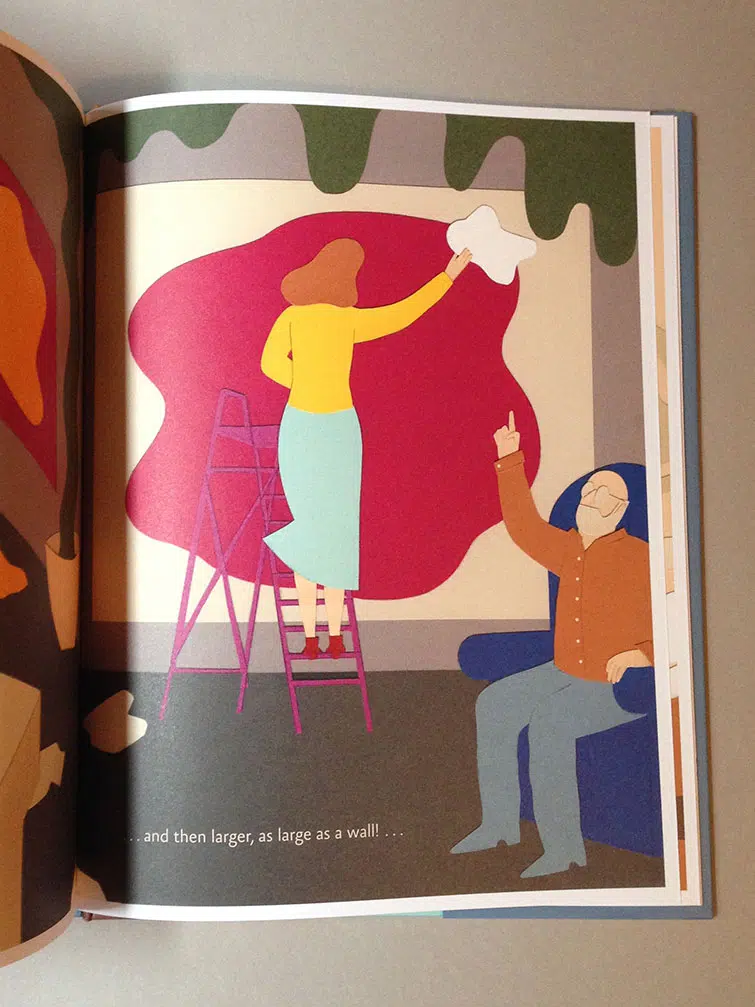 ... and then larger, as large as a wall! ...